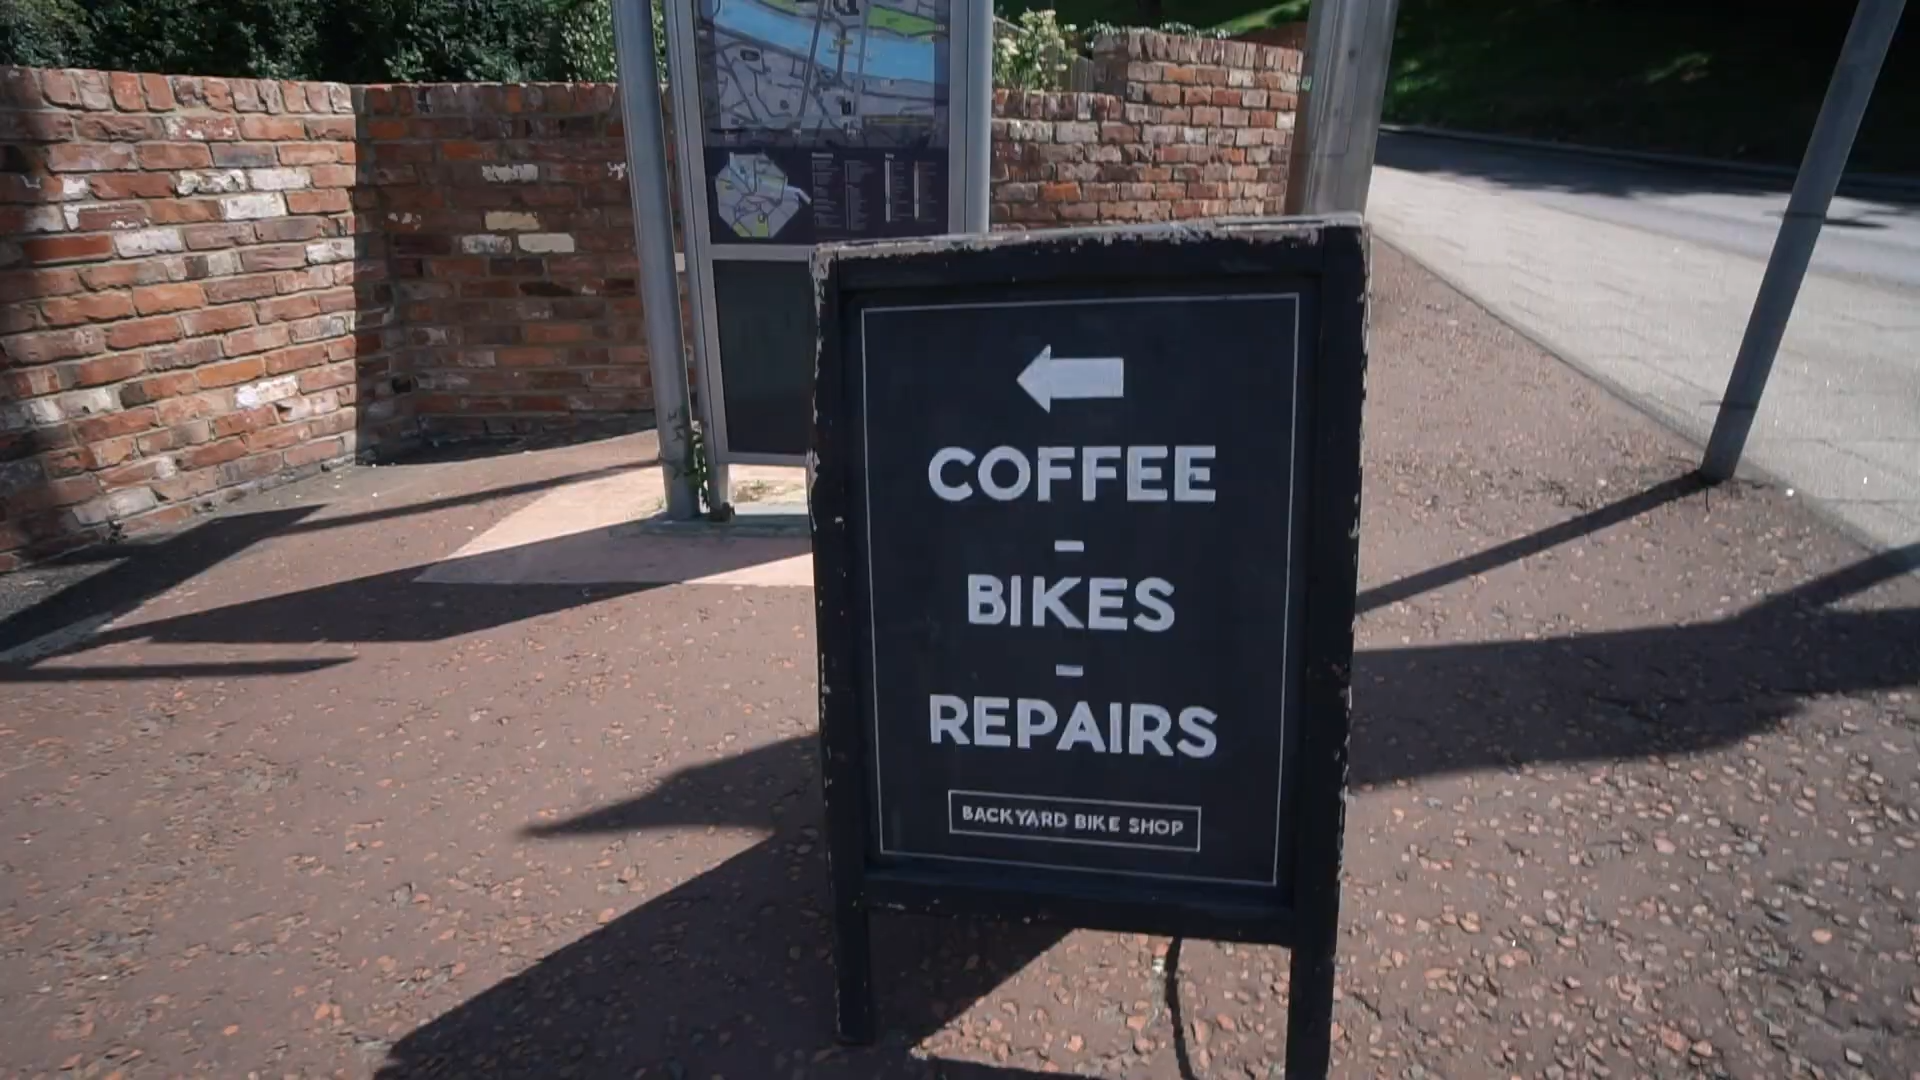 COFFEE
-
BIKES
-
REPAIRS
BACKYARD BIKE SHOP